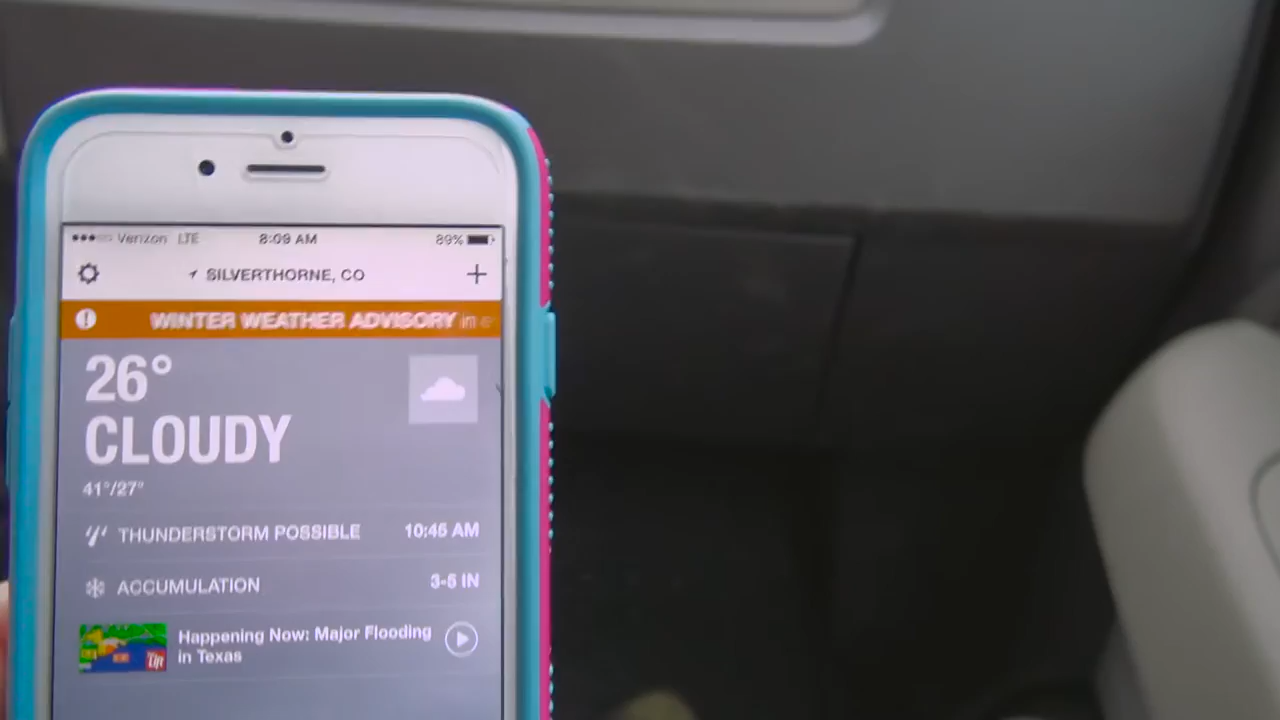 Verizon LTE 8:09 AM 89%
SILVERTHORNE, CO
WINTER WEATHER ADVISORY
26°
CLOUDY
41°/27°
THUNDERSTORM POSSIBLE 10:45 AM
ACCUMULATION 3-5 IN
Happening Now: Major Flooding
in Texas